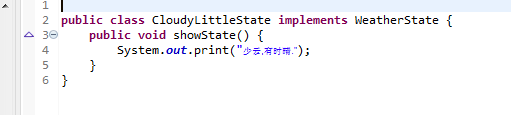 1
2 public class CloudyLittleState implements WeatherState {
3 public void showState() {
4 System.out.print("少云,有时晴.");
5 }
6 }